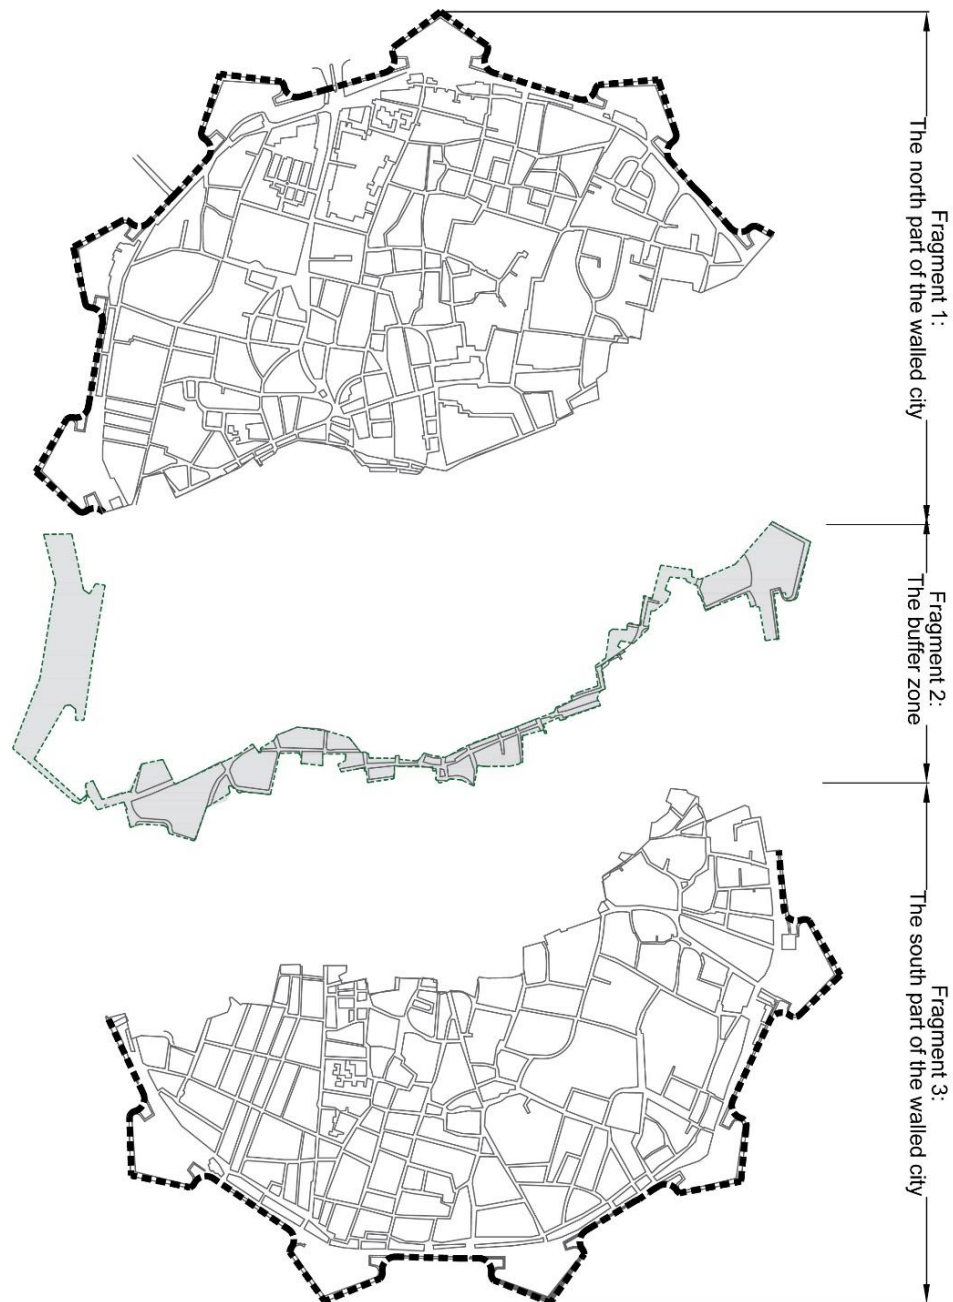 Fragment 1:
The north part of the walled city
Fragment 2:
The buffer zone
Fragment 3:
The south part of the walled city